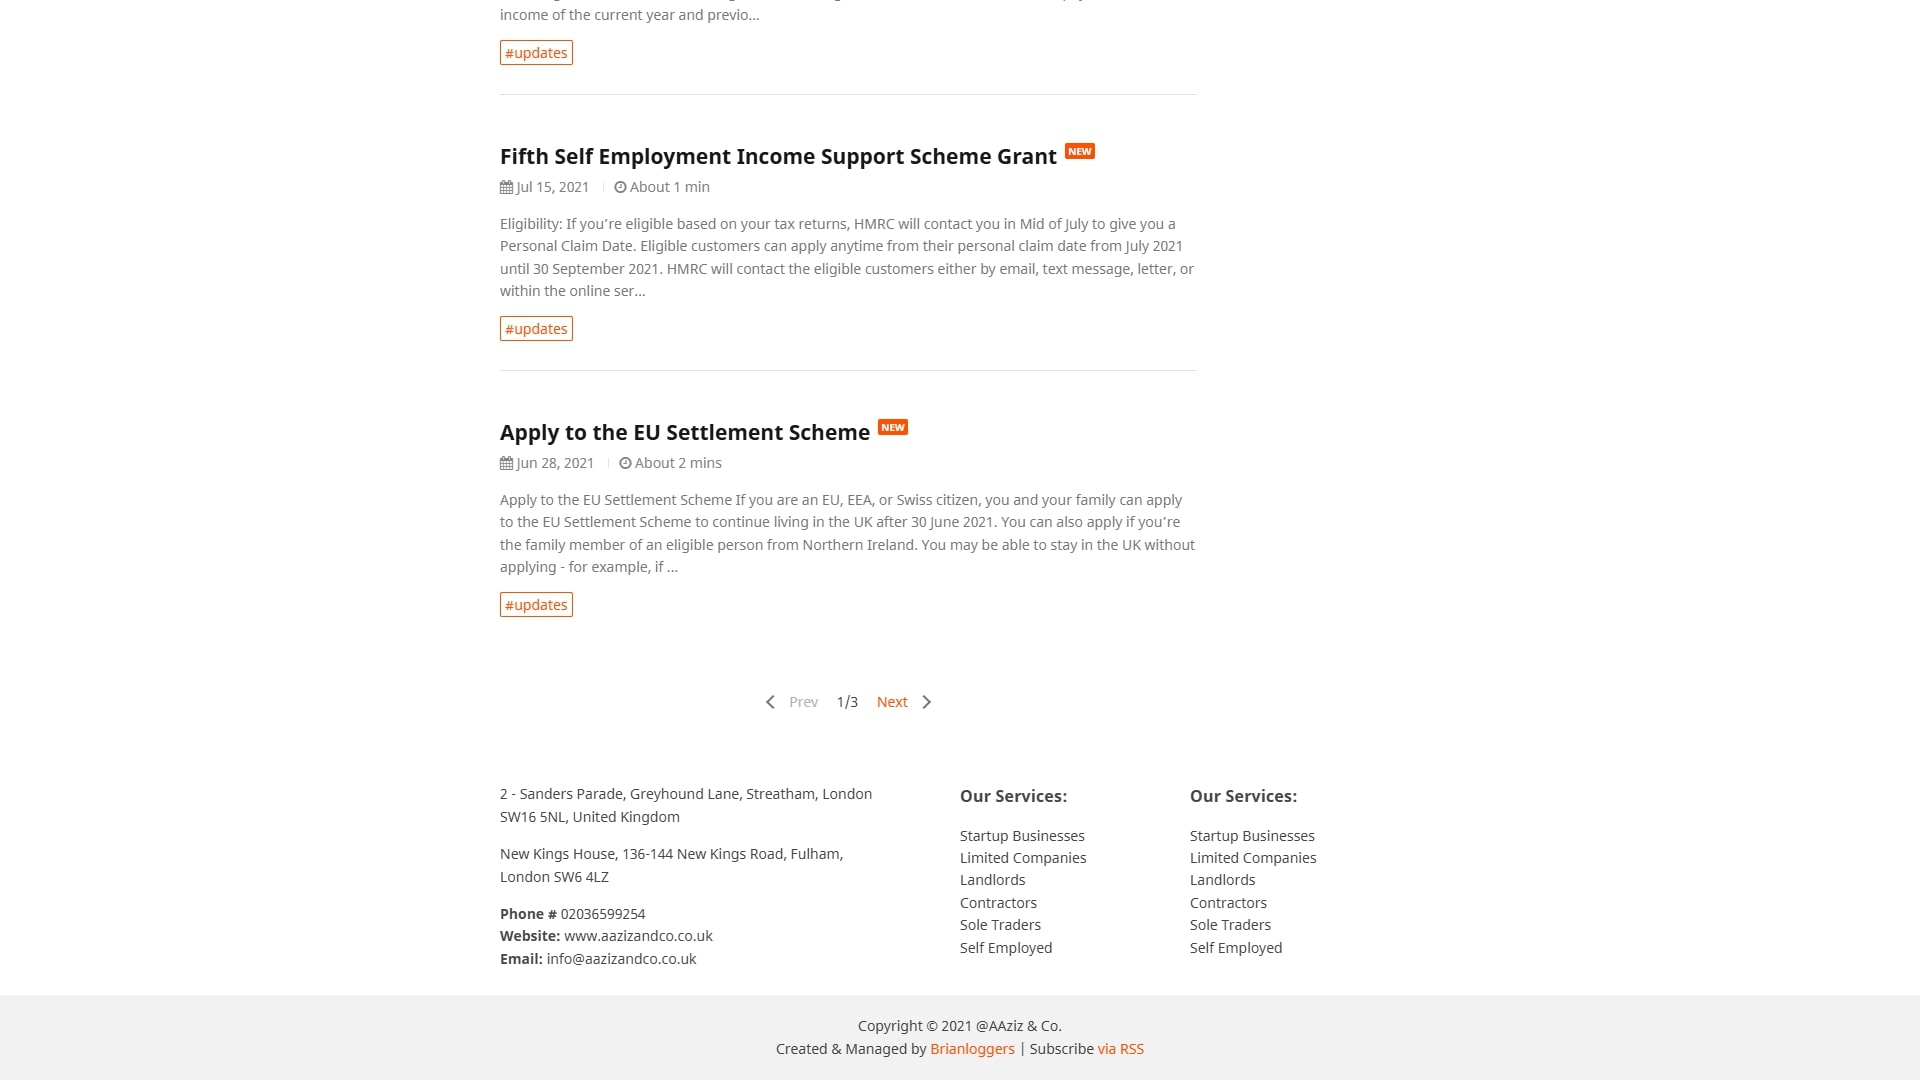 income of the current year and previo...
#updates
Fifth Self Employment Income Support Scheme Grant NEW
Jul 15, 2021 About 1 min
Eligibility: If you’re eligible based on your tax returns, HMRC will contact you in Mid of July to give you a
Personal Claim Date. Eligible customers can apply anytime from their personal claim date from July 2021
until 30 September 2021. HMRC will contact the eligible customers either by email, text message, letter, or
within the online ser...
#updates
Apply to the EU Settlement Scheme NEW
Jun 28, 2021 About 2 mins
Apply to the EU Settlement Scheme If you are an EU, EEA, or Swiss citizen, you and your family can apply
to the EU Settlement Scheme to continue living in the UK after 30 June 2021. You can also apply if you’re
the family member of an eligible person from Northern Ireland. You may be able to stay in the UK without
applying - for example, if ...
#updates
Prev 1/3 Next
2 - Sanders Parade, Greyhound Lane, Streatham, London
SW16 5NL, United Kingdom
New Kings House, 136-144 New Kings Road, Fulham,
London SW6 4LZ
Phone # 02036599254
Website: www.aazizandco.co.uk
Email: info@aazizandco.co.uk
Our Services:
Startup Businesses
Limited Companies
Landlords
Contractors
Sole Traders
Self Employed
Our Services:
Startup Businesses
Limited Companies
Landlords
Contractors
Sole Traders
Self Employed
Copyright © 2021 @AAziz & Co.
Created & Managed by Brianloggers | Subscribe via RSS